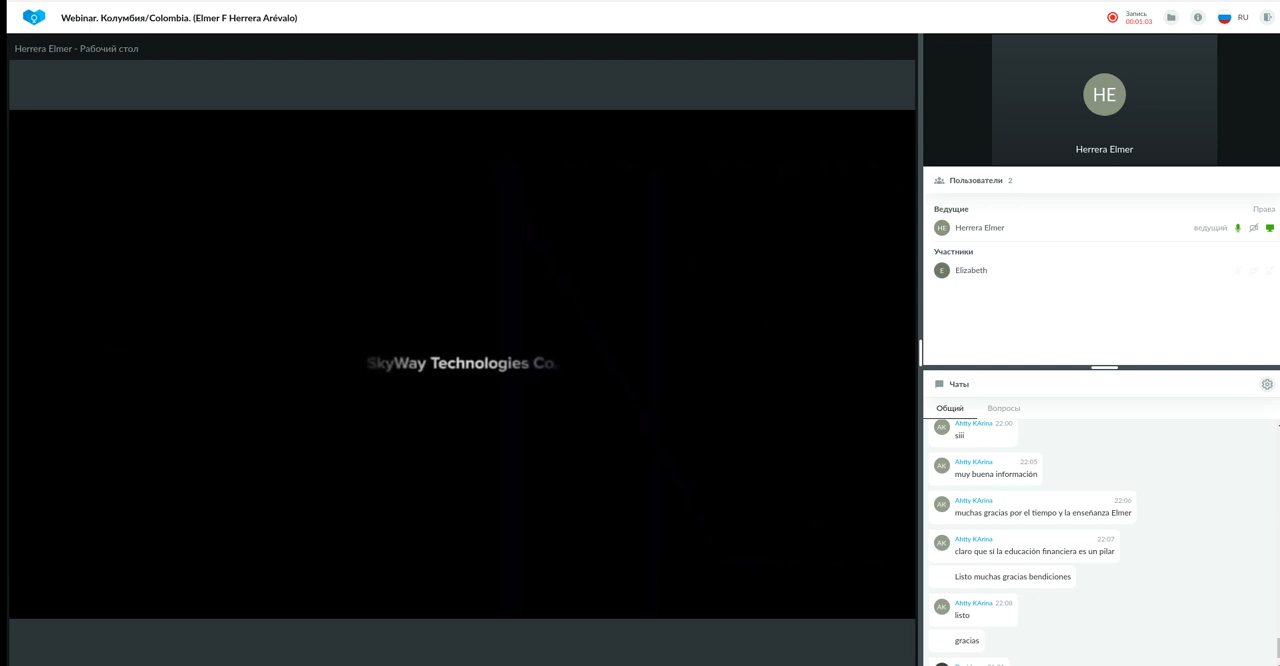 Webinar. Колумбия/Colombia. (Elmer F Herrera Arévalo)
Запись
00:01:03
RU
Herrera Elmer - Рабочий стол
SkyWay Technologies Co.
HE
Herrera Elmer
Пользователи 2
Ведущие Права
HE Herrera Elmer ведущий
Участники
E Elizabeth
Чаты
Общий Вопросы
AK Ahtty KArina 22:00
siii
AK Ahtty KArina 22:05
muy buena información
AK Ahtty KArina 22:06
muchas gracias por el tiempo y la enseñanza Elmer
AK Ahtty KArina 22:07
claro que sí la educación financiera es un pilar
Listo muchas gracias bendiciones
AK Ahtty KArina 22:08
listo
gracias